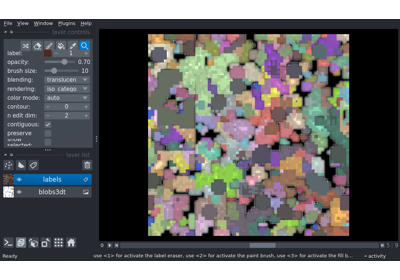 File View Window Plugins Help
layer controls
label: 1
opacity: 0.70
brush size: 10
blending: translucen
rendering: iso_catego
color mode: auto
contour: 0
n edit dim: 2
contiguous:
preserve
selected:
layer list
labels
blobs3dt
Ready
use <1> for activate the label eraser, use <2> for activate the paint brush, use <3> for activate the fill b...
activity